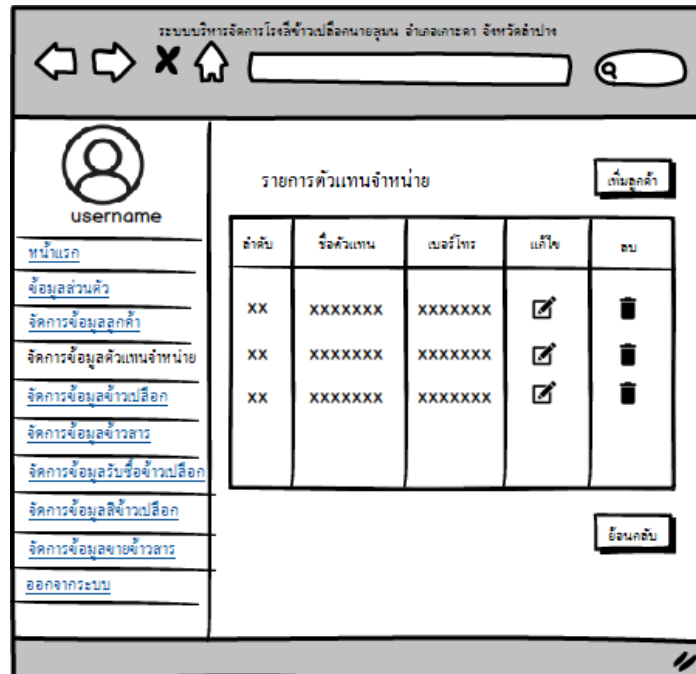 ระบบบริหารจัดการโรงสีข้าวเปลือกนายลุมน อำเภอเกาะคา จังหวัดลำปาง
username
หน้าแรก
ข้อมูลส่วนตัว
จัดการข้อมูลลูกค้า
จัดการข้อมูลตัวแทนจำหน่าย
จัดการข้อมูลข้าวเปลือก
จัดการข้อมูลข้าวสาร
จัดการข้อมูลรับซื้อข้าวเปลือก
จัดการข้อมูลสีข้าวเปลือก
จัดการข้อมูลขายข้าวสาร
ออกจากระบบ
รายการตัวแทนจำหน่าย
เพิ่มลูกค้า
ลำดับ ชื่อตัวแทน เบอร์โทร แก้ไข ลบ
xx xxxxxxx xxxxxxx
xx xxxxxxx xxxxxxx
xx xxxxxxx xxxxxxx
ย้อนกลับ